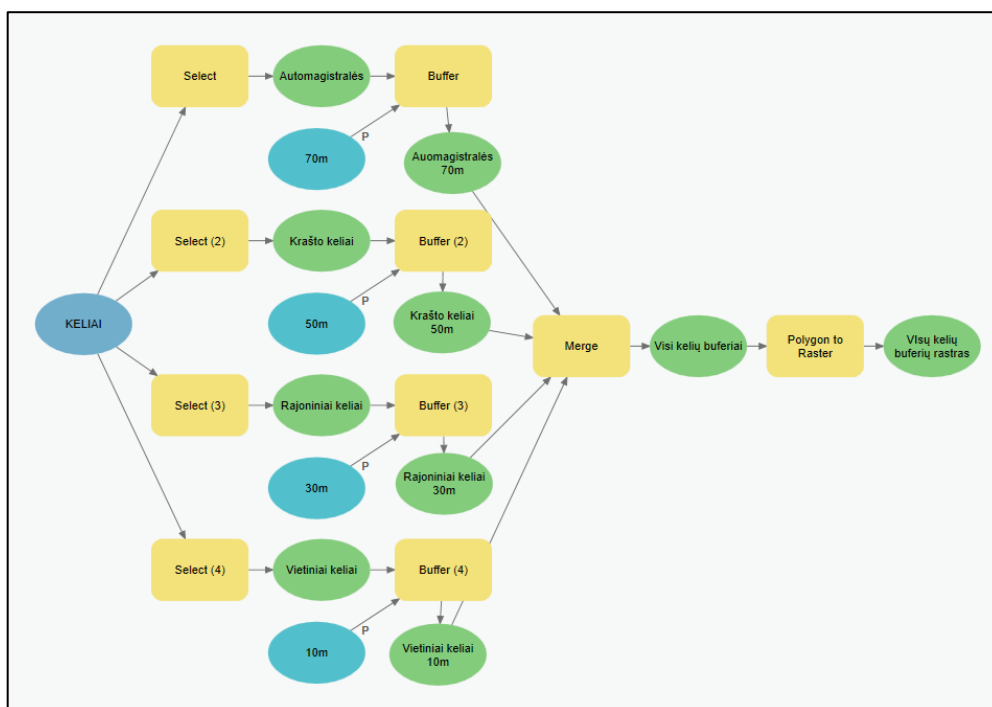 Select
Automagistralės
Buffer
70m
P
Auomagistralės
70m
Select (2)
Krašto keliai
Buffer (2)
50m
P
Krašto keliai
50m
KELIAI
Merge
Visi kelių buferiai
Polygon to
Raster
VIsų kelių
buferių rastras
Select (3)
Rajoniniai keliai
Buffer (3)
30m
P
Rajoniniai keliai
30m
Select (4)
Vietiniai keliai
Buffer (4)
10m
P
Vietiniai keliai
10m